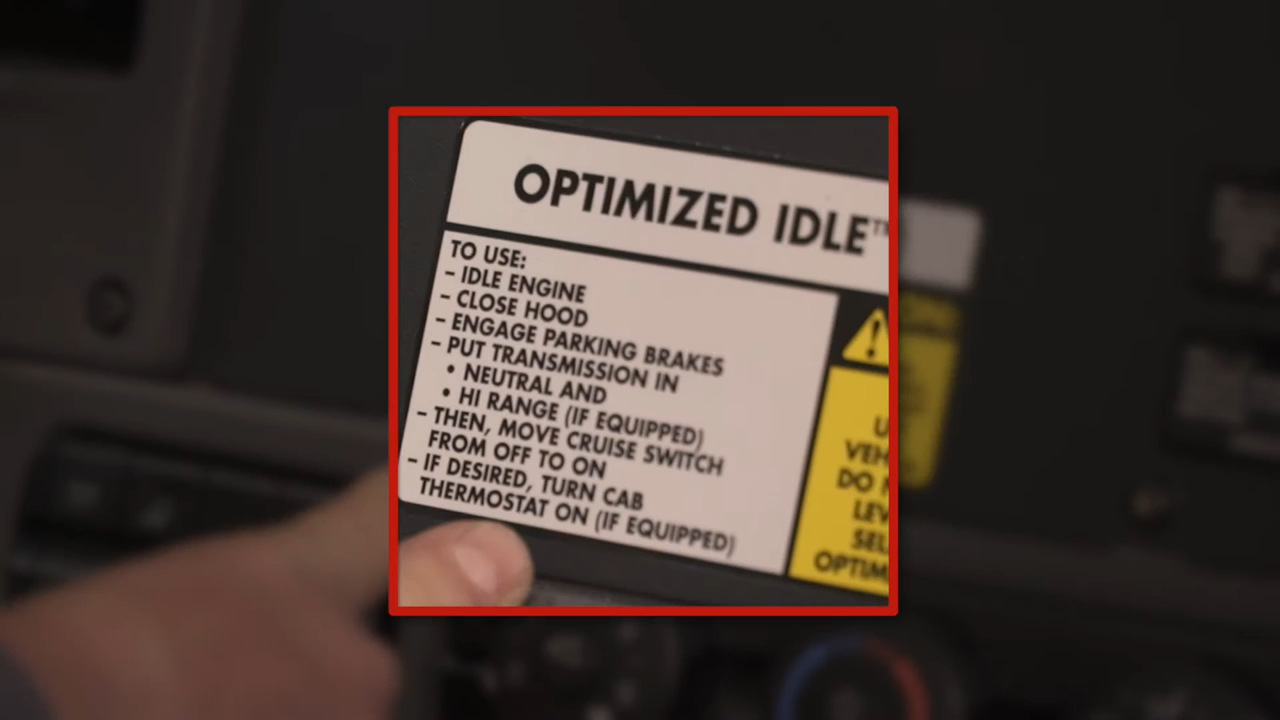 OPTIMIZED IDLE™
TO USE:
– IDLE ENGINE
– CLOSE HOOD
– ENGAGE PARKING BRAKES
– PUT TRANSMISSION IN
• NEUTRAL AND
• HI RANGE (IF EQUIPPED)
– THEN, MOVE CRUISE SWITCH
FROM OFF TO ON
– IF DESIRED, TURN CAB
THERMOSTAT ON (IF EQUIPPED)
DO